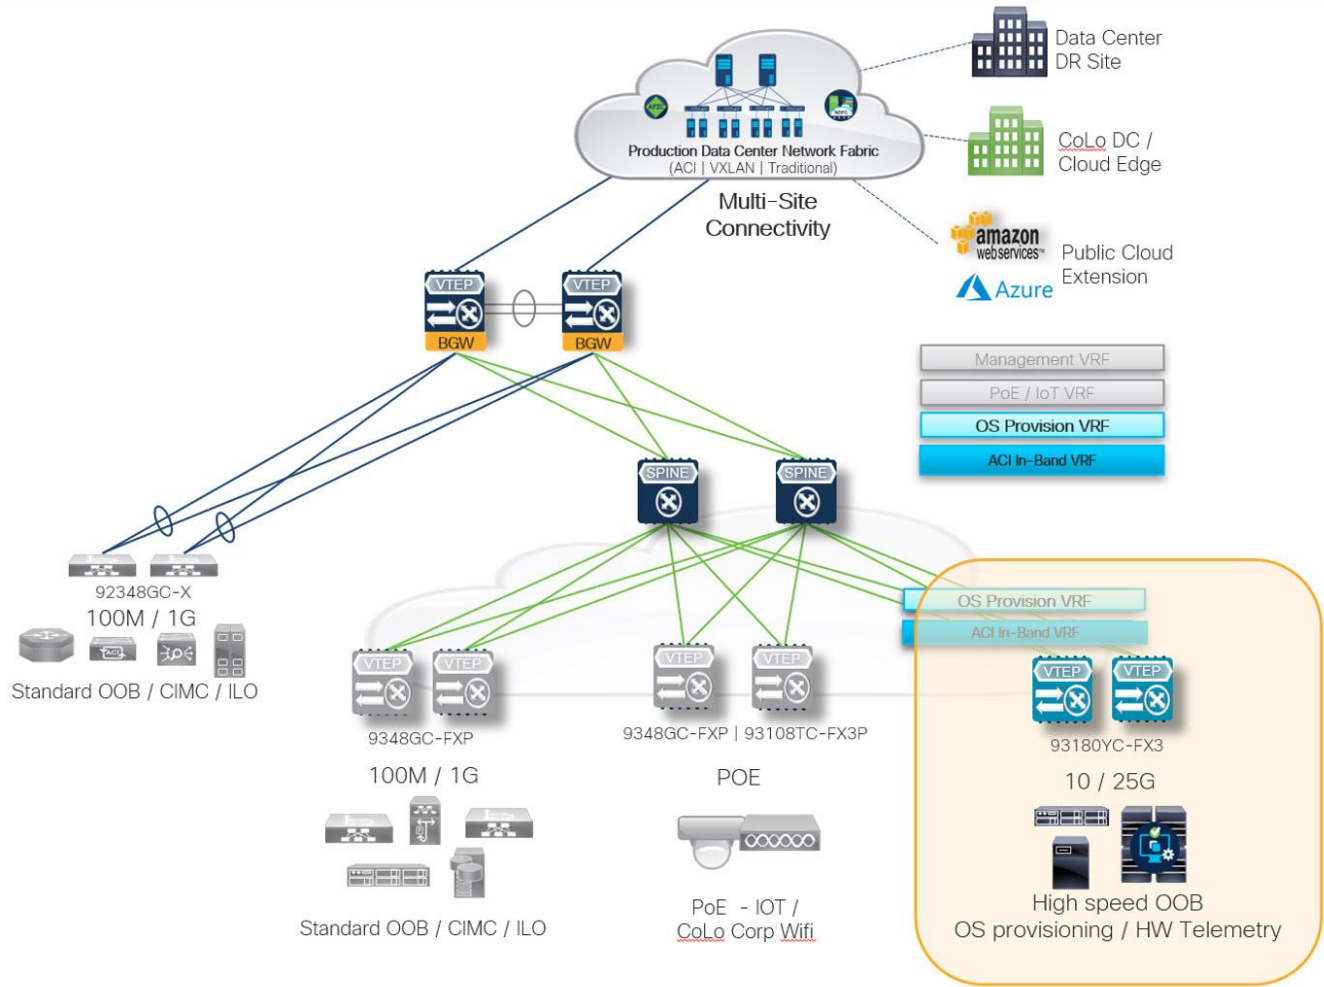 Data Center
DR Site
APIC
NDFC
Production Data Center Network Fabric
(ACI | VXLAN | Traditional)
CoLo DC /
Cloud Edge
Multi-Site
Connectivity
amazon
webservices™
Public Cloud
Extension
Azure
VTEP
VTEP
BGW
BGW
Management VRF
PoE / IoT VRF
OS Provision VRF
ACI In-Band VRF
SPINE
SPINE
92348GC-X
100M / 1G
ACL
Standard OOB / CIMC / ILO
OS Provision VRF
ACI In-Band VRF
VTEP
VTEP
VTEP
VTEP
VTEP
VTEP
9348GC-FXP
9348GC-FXP | 93108TC-FX3P
93180YC-FX3
100M / 1G
POE
10 / 25G
Standard OOB / CIMC / ILO
PoE - IOT /
CoLo Corp Wifi
High speed OOB
OS provisioning / HW Telemetry